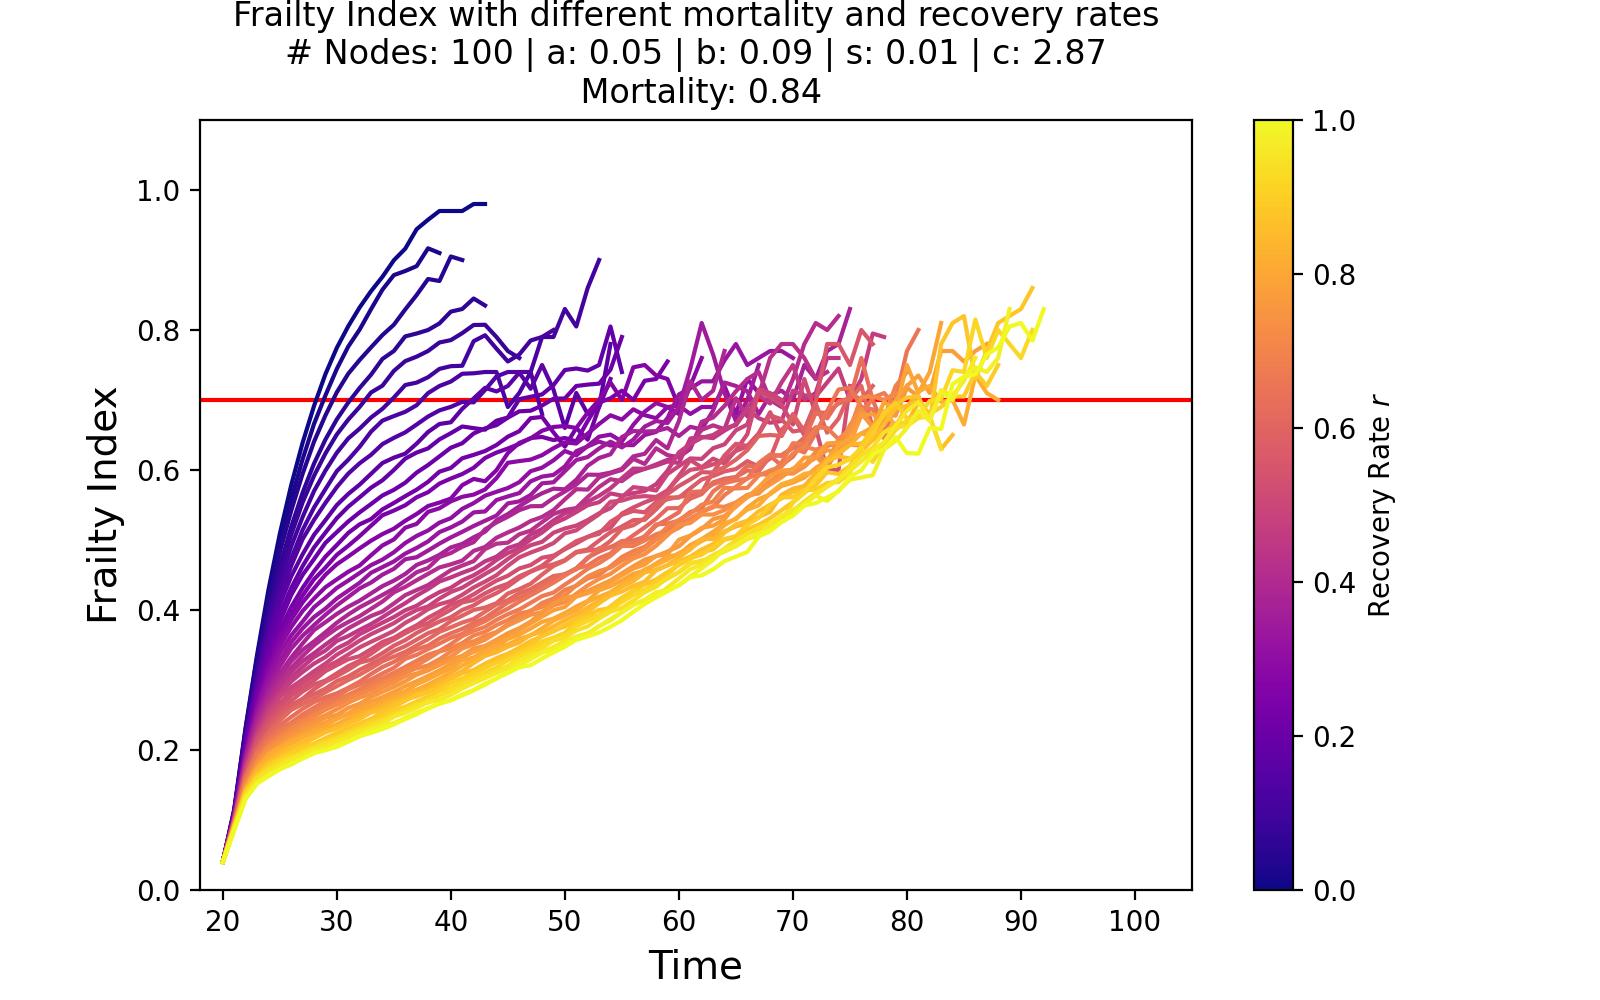 Frailty Index with different mortality and recovery rates
# Nodes: 100 | a: 0.05 | b: 0.09 | s: 0.01 | c: 2.87
Mortality: 0.84
1.0
0.8
0.6
0.4
0.2
0.0
Frailty Index
20 30 40 50 60 70 80 90 100
Time
1.0
0.8
0.6
0.4
0.2
0.0
Recovery Rate r